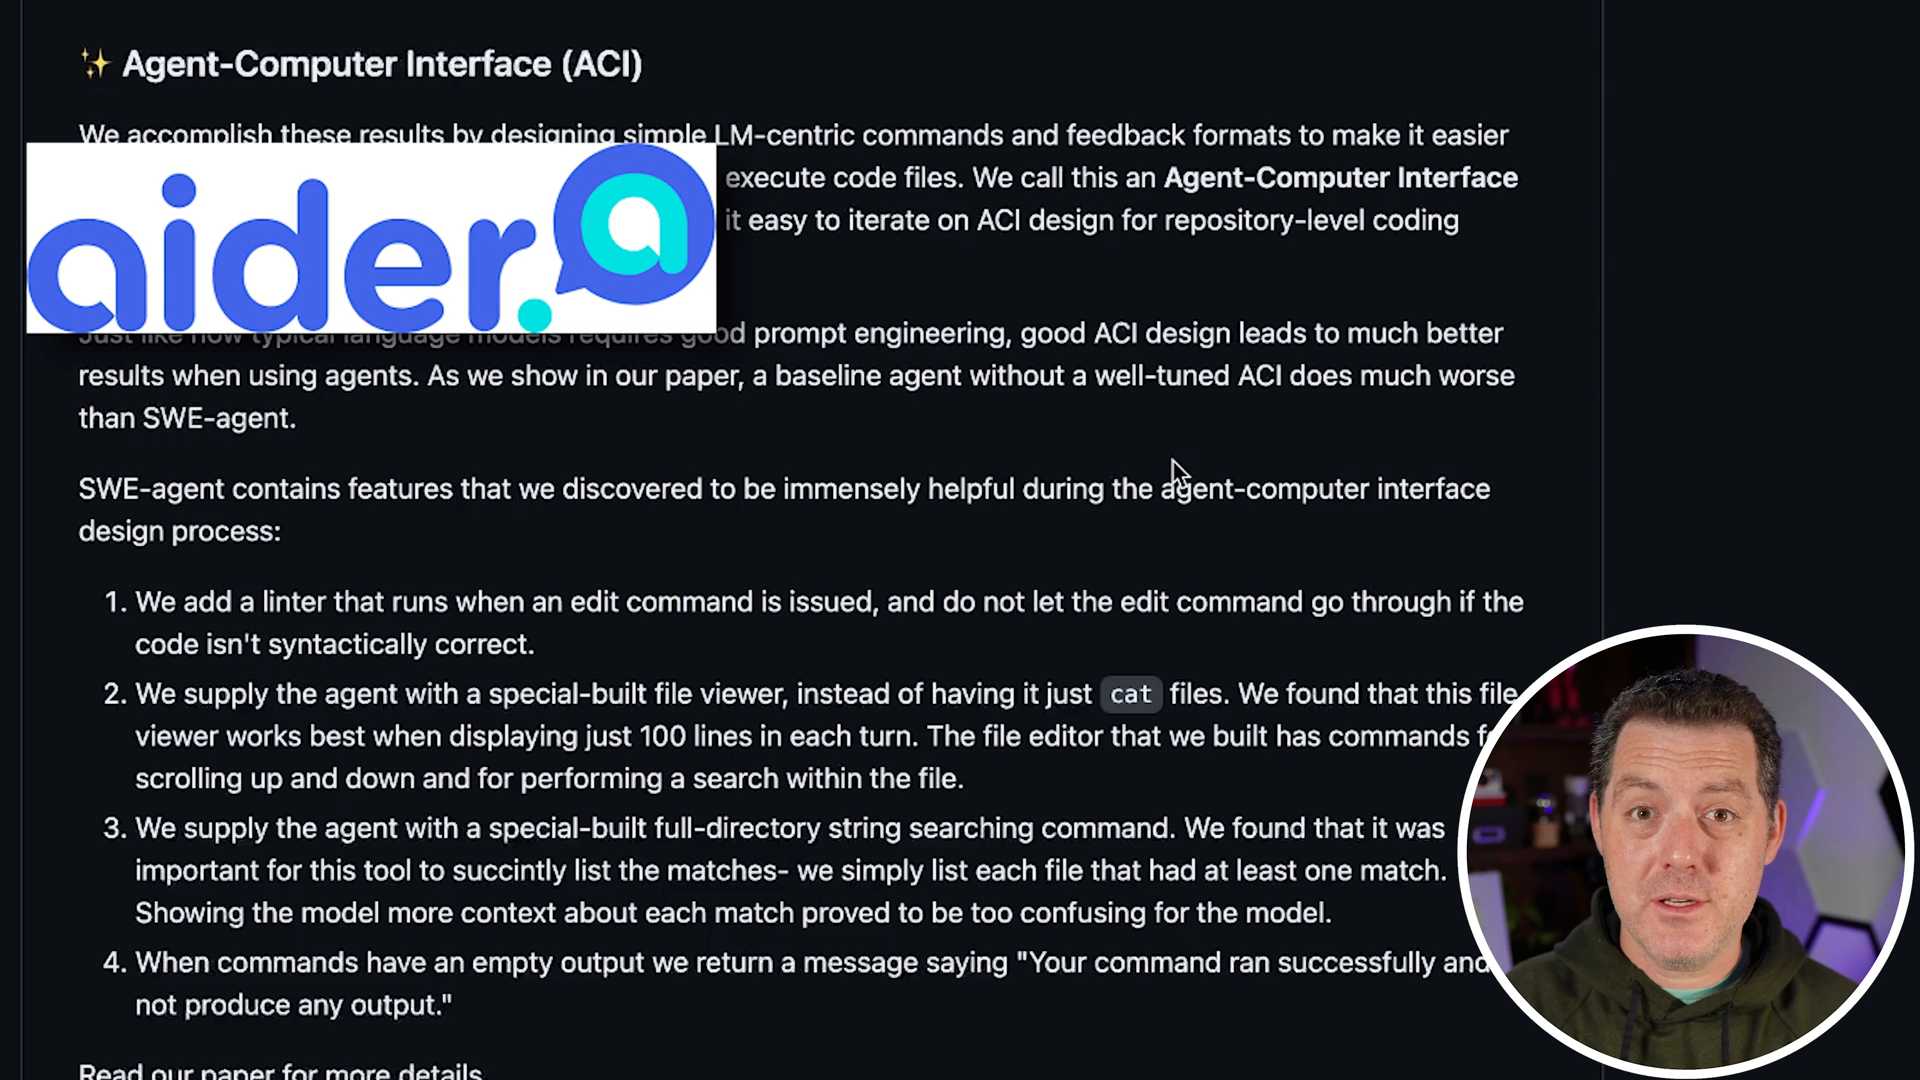 Agent-Computer Interface (ACI)
We accomplish these results by designing simple LM-centric commands and feedback formats to make it easier
aider.a
execute code files. We call this an Agent-Computer Interface
it easy to iterate on ACI design for repository-level coding
Just like how typical language models requires good prompt engineering, good ACI design leads to much better
results when using agents. As we show in our paper, a baseline agent without a well-tuned ACI does much worse
than SWE-agent.
SWE-agent contains features that we discovered to be immensely helpful during the agent-computer interface
design process:
1. We add a linter that runs when an edit command is issued, and do not let the edit command go through if the
code isn't syntactically correct.
2. We supply the agent with a special-built file viewer, instead of having it just cat files. We found that this file
viewer works best when displaying just 100 lines in each turn. The file editor that we built has commands
scrolling up and down and for performing a search within the file.
3. We supply the agent with a special-built full-directory string searching command. We found that it was
important for this tool to succintly list the matches- we simply list each file that had at least one match.
Showing the model more context about each match proved to be too confusing for the model.
4. When commands have an empty output we return a message saying "Your command ran successfully and
not produce any output."
Read our paper for more details